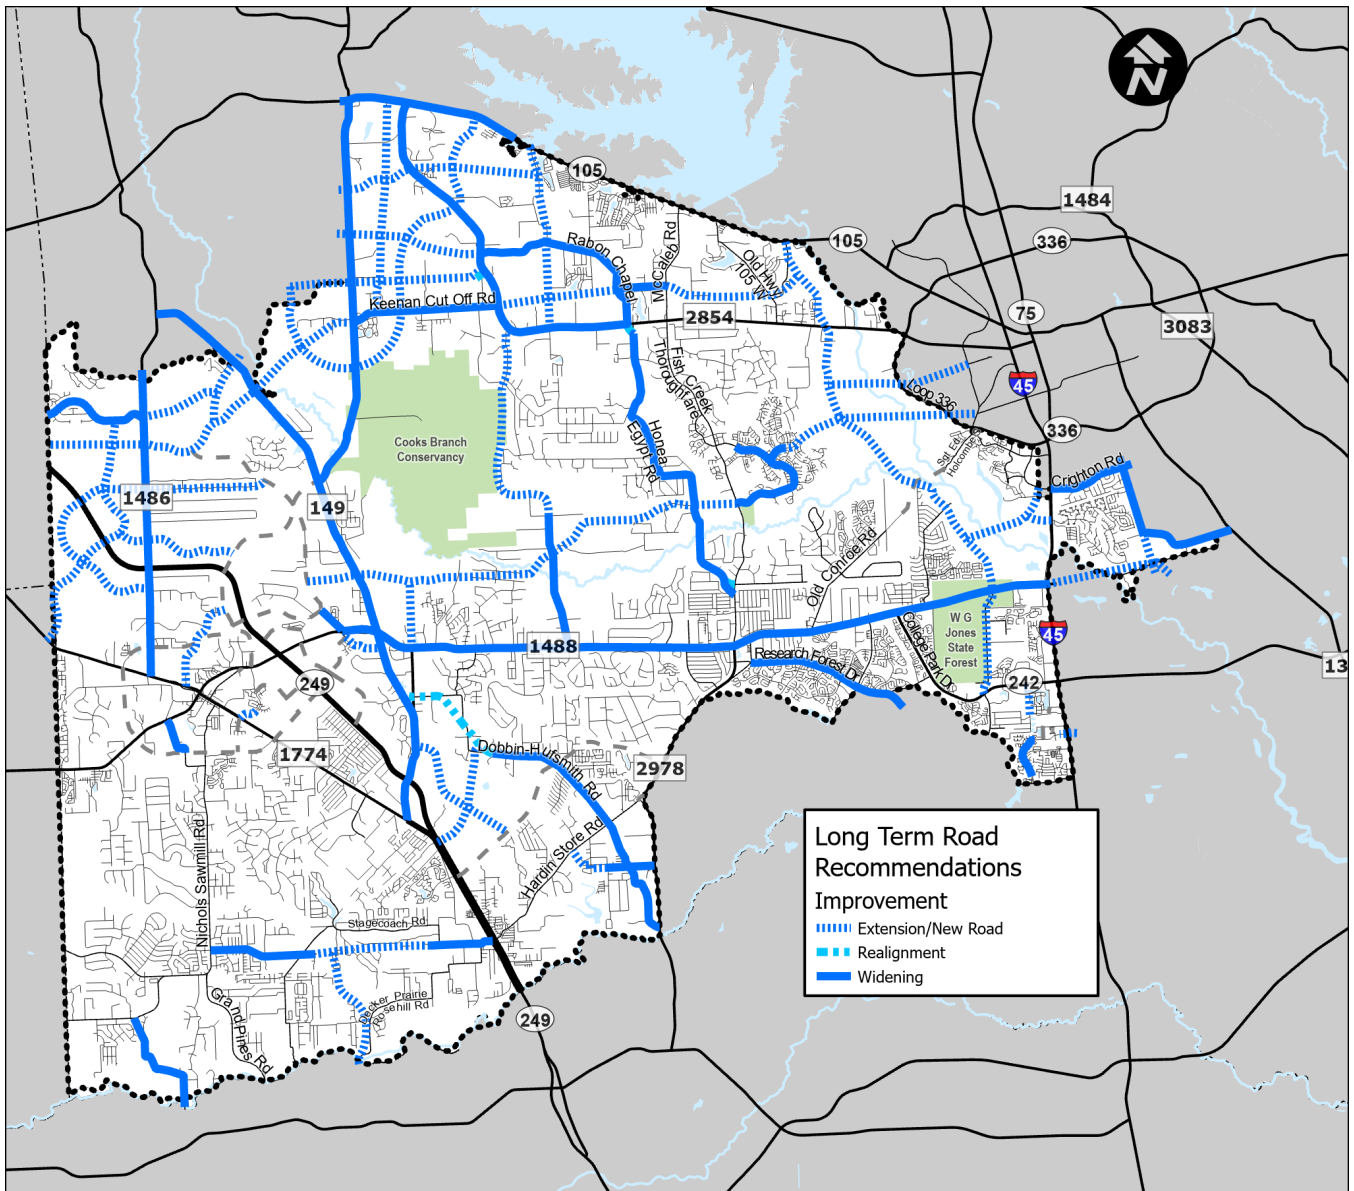 N
105
1484
105
336
Rabon Chapel
McCaleb Rd
Old Hwy
105 W
Keenan Cut Off Rd
2854
75
3083
45
Fish Creek
Thoroughfare
Loop 336
336
Cooks Branch
Conservancy
Honea
Egypt Rd
Sgt Ed
Holcomb
Crighton Rd
1486
149
Old Conroe Rd
W G
Jones
State
Forest
College Park Dr
45
1488
Research Forest Dr
13
249
242
1774
Dobbin-Hufsmith Rd
2978
Nichols Sawmill Rd
Hardin Store Rd
Stagecoach Rd
Decker Prairie
Rosehill Rd
Grand Pines Rd
249
Long Term Road
Recommendations
Improvement
Extension/New Road
Realignment
Widening